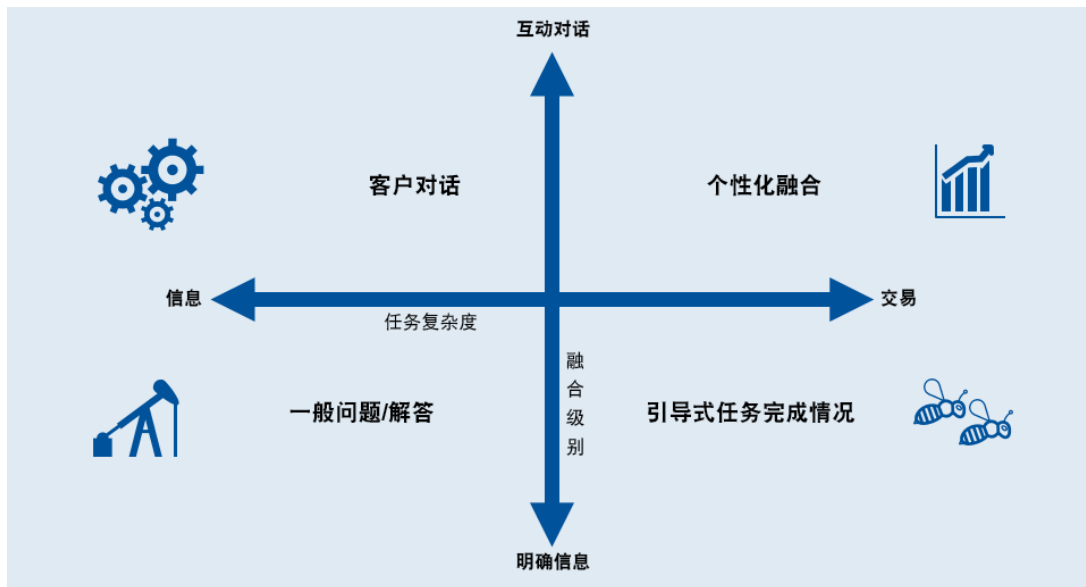 互动对话
客户对话
个性化融合
信息
交易
任务复杂度
融合级别
一般问题/解答
引导式任务完成情况
明确信息